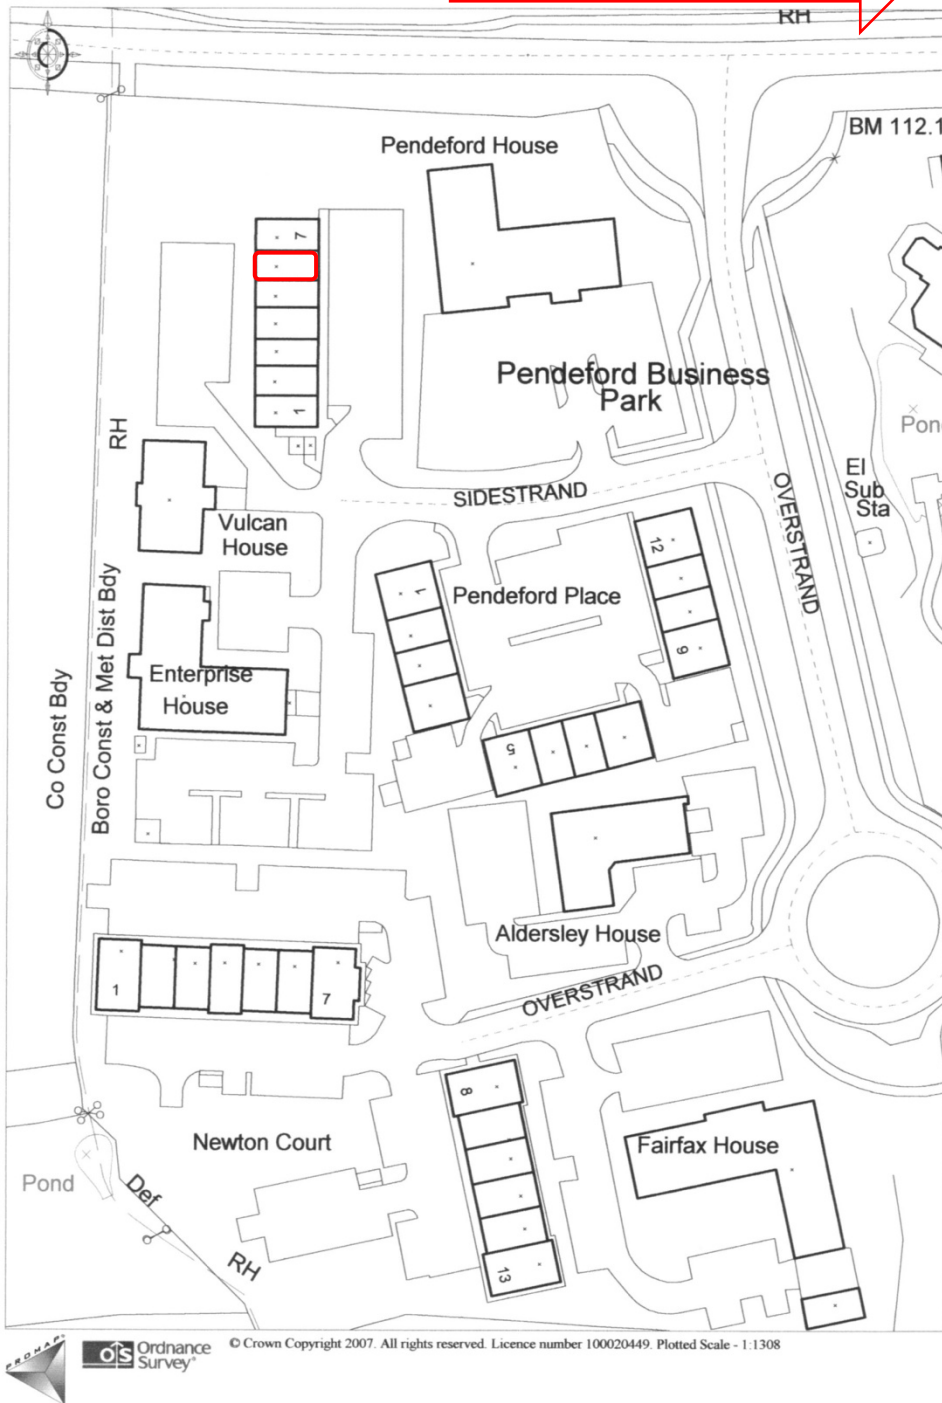 RH
BM 112.1
Pendeford House
7
Pendeford Business
Park
1
RH
Pond
SIDESTRAND
El
Sub
Sta
OVERSTRAND
Vulcan
House
12
1
Pendeford Place
9
Enterprise
House
Co Const Bdy
Boro Const & Met Dist Bdy
5
Aldersley House
1
7
OVERSTRAND
8
Newton Court
Fairfax House
Pond
Def
RH
13
PROMAP®
OS Ordnance
Survey®
© Crown Copyright 2007. All rights reserved. Licence number 100020449. Plotted Scale - 1:1308